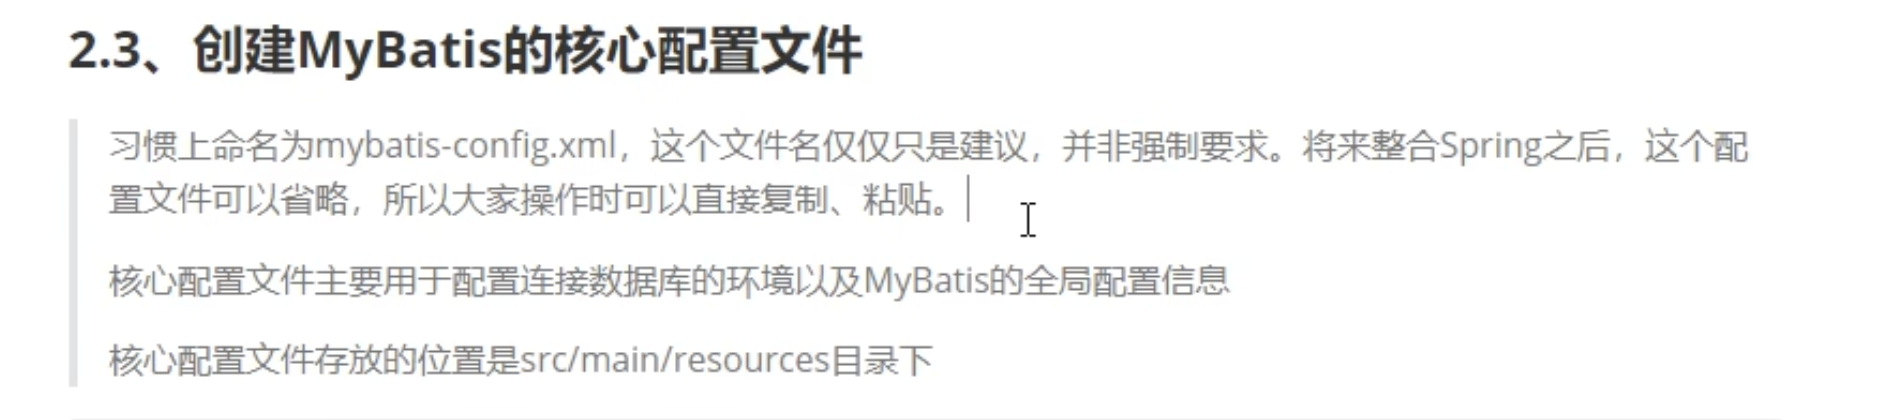 2.3、创建MyBatis的核心配置文件
习惯上命名为mybatis-config.xml，这个文件名仅仅只是建议，并非强制要求。将来整合Spring之后，这个配
置文件可以省略，所以大家操作时可以直接复制、粘贴。
核心配置文件主要用于配置连接数据库的环境以及MyBatis的全局配置信息
核心配置文件存放的位置是src/main/resources目录下